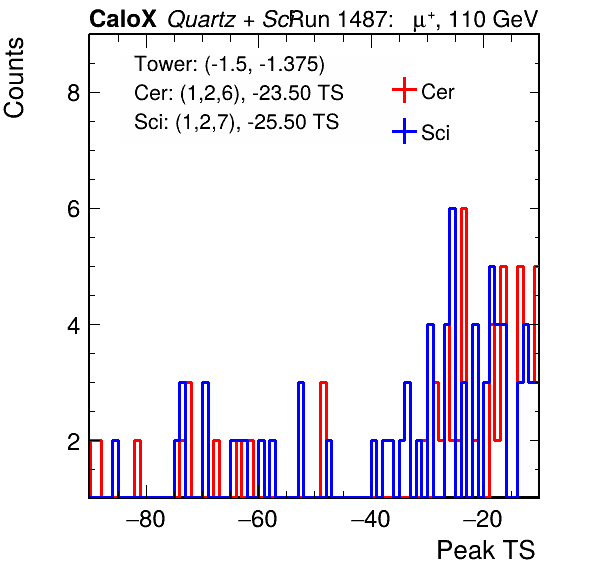 CaloX Quartz + Sci Run 1487: μ⁺, 110 GeV
Counts
Tower: (-1.5, -1.375)
Cer: (1,2,6), -23.50 TS
Sci: (1,2,7), -25.50 TS
Cer
Sci
8
6
4
2
−80 −60 −40 −20
Peak TS